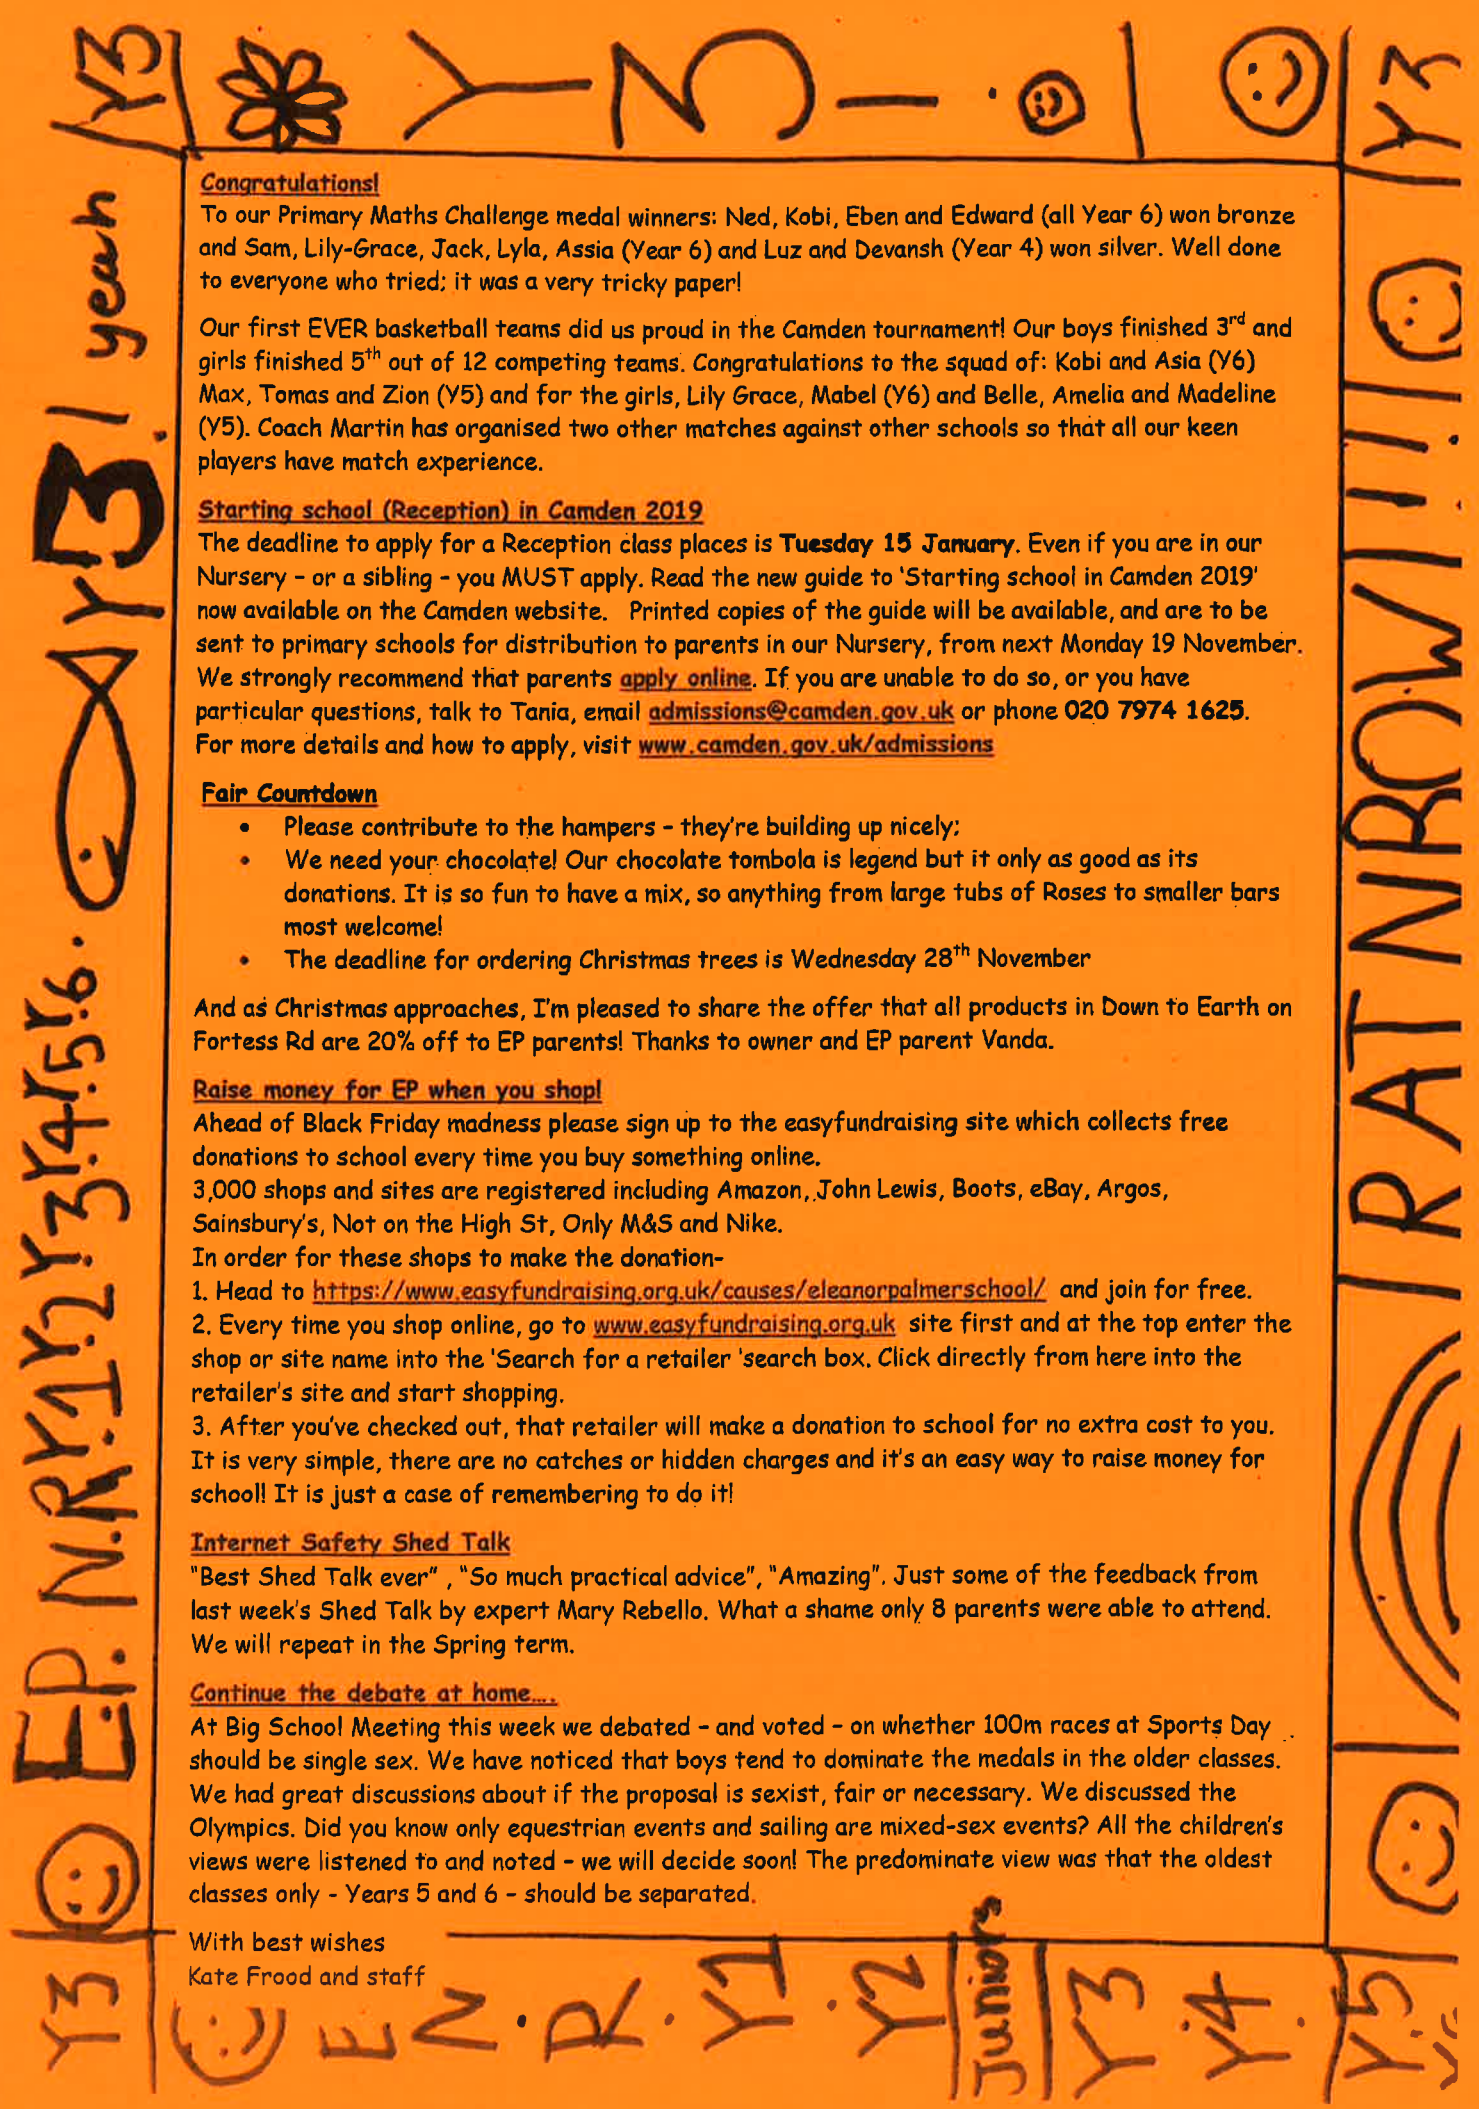 Y3
Y3!
Y3
Congratulations!
To our Primary Maths Challenge medal winners: Ned, Kobi, Eben and Edward (all Year 6) won bronze
and Sam, Lily-Grace, Jack, Lyla, Assia (Year 6) and Luz and Devansh (Year 4) won silver. Well done
to everyone who tried; it was a very tricky paper!
Our first EVER basketball teams did us proud in the Camden tournament! Our boys finished 3rd and
girls finished 5th out of 12 competing teams. Congratulations to the squad of: Kobi and Asia (Y6)
Max, Tomas and Zion (Y5) and for the girls, Lily Grace, Mabel (Y6) and Belle, Amelia and Madeline
(Y5). Coach Martin has organised two other matches against other schools so that all our keen
players have match experience.
Starting school (Reception) in Camden 2019
The deadline to apply for a Reception class places is Tuesday 15 January. Even if you are in our
Nursery - or a sibling - you MUST apply. Read the new guide to 'Starting school in Camden 2019'
now available on the Camden website. Printed copies of the guide will be available, and are to be
sent to primary schools for distribution to parents in our Nursery, from next Monday 19 November.
We strongly recommend that parents apply online. If you are unable to do so, or you have
particular questions, talk to Tania, email admissions@camden.gov.uk or phone 020 7974 1625.
For more details and how to apply, visit www.camden.gov.uk/admissions
Fair Countdown
• Please contribute to the hampers - they're building up nicely;
• We need your chocolate! Our chocolate tombola is legend but it only as good as its
donations. It is so fun to have a mix, so anything from large tubs of Roses to smaller bars
most welcome!
• The deadline for ordering Christmas trees is Wednesday 28th November
And as Christmas approaches, I'm pleased to share the offer that all products in Down to Earth on
Fortess Rd are 20% off to EP parents! Thanks to owner and EP parent Vanda.
Raise money for EP when you shop!
Ahead of Black Friday madness please sign up to the easyfundraising site which collects free
donations to school every time you buy something online.
3,000 shops and sites are registered including Amazon, John Lewis, Boots, eBay, Argos,
Sainsbury's, Not on the High St, Only M&S and Nike.
In order for these shops to make the donation-
1. Head to https://www.easyfundraising.org.uk/causes/eleanorpalmerschool/ and join for free.
2. Every time you shop online, go to www.easyfundraising.org.uk site first and at the top enter the
shop or site name into the 'Search for a retailer 'search box. Click directly from here into the
retailer's site and start shopping.
3. After you've checked out, that retailer will make a donation to school for no extra cost to you.
It is very simple, there are no catches or hidden charges and it's an easy way to raise money for
school! It is just a case of remembering to do it!
Internet Safety Shed Talk
"Best Shed Talk ever" , "So much practical advice", "Amazing". Just some of the feedback from
last week's Shed Talk by expert Mary Rebello. What a shame only 8 parents were able to attend.
We will repeat in the Spring term.
Continue the debate at home....
At Big School Meeting this week we debated - and voted - on whether 100m races at Sports Day
should be single sex. We have noticed that boys tend to dominate the medals in the older classes.
We had great discussions about if the proposal is sexist, fair or necessary. We discussed the
Olympics. Did you know only equestrian events and sailing are mixed-sex events? All the children's
views were listened to and noted - we will decide soon! The predominate view was that the oldest
classes only - Years 5 and 6 - should be separated.
With best wishes
Kate Frood and staff
E.P. N.R.Y.1Y.2Y.3Y.4Y.5Y.6.
Y3! yeah
RATNBOW!!!!
Y3
E N.R.Y1.Y2
Juniors
Y3 Y4.Y5.